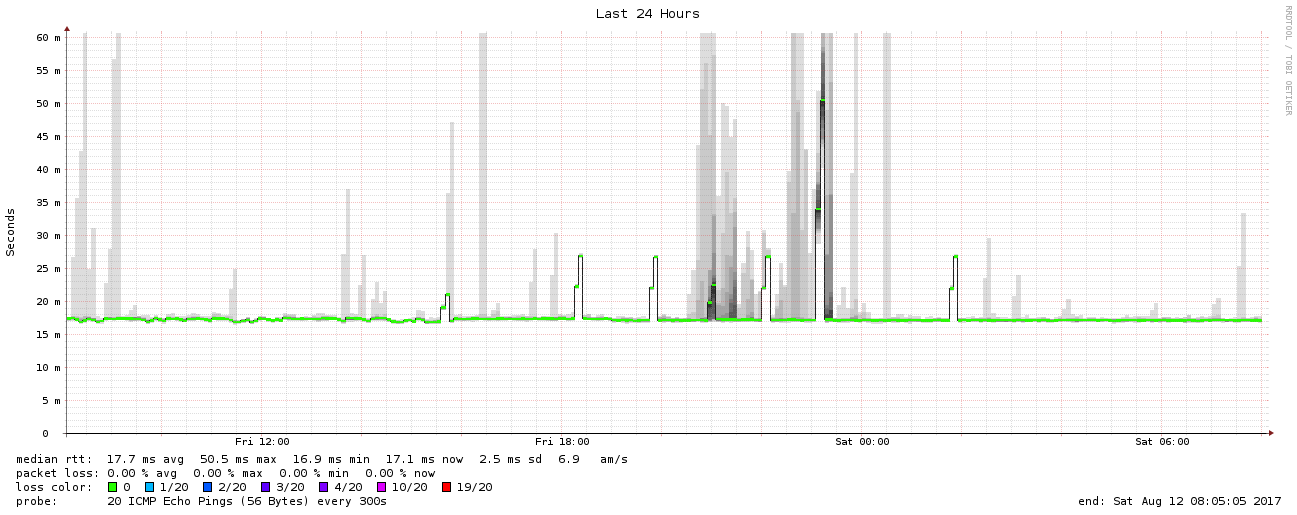 Last 24 Hours
RRDTOOL / TOBI OETIKER
Seconds
60 m
55 m
50 m
45 m
40 m
35 m
30 m
25 m
20 m
15 m
10 m
5 m
0
Fri 12:00 Fri 18:00 Sat 00:00 Sat 06:00
median rtt: 17.7 ms avg 50.5 ms max 16.9 ms min 17.1 ms now 2.5 ms sd 6.9 am/s
packet loss: 0.00 % avg 0.00 % max 0.00 % min 0.00 % now
loss color: 0 1/20 2/20 3/20 4/20 10/20 19/20
probe: 20 ICMP Echo Pings (56 Bytes) every 300s end: Sat Aug 12 08:05:05 2017